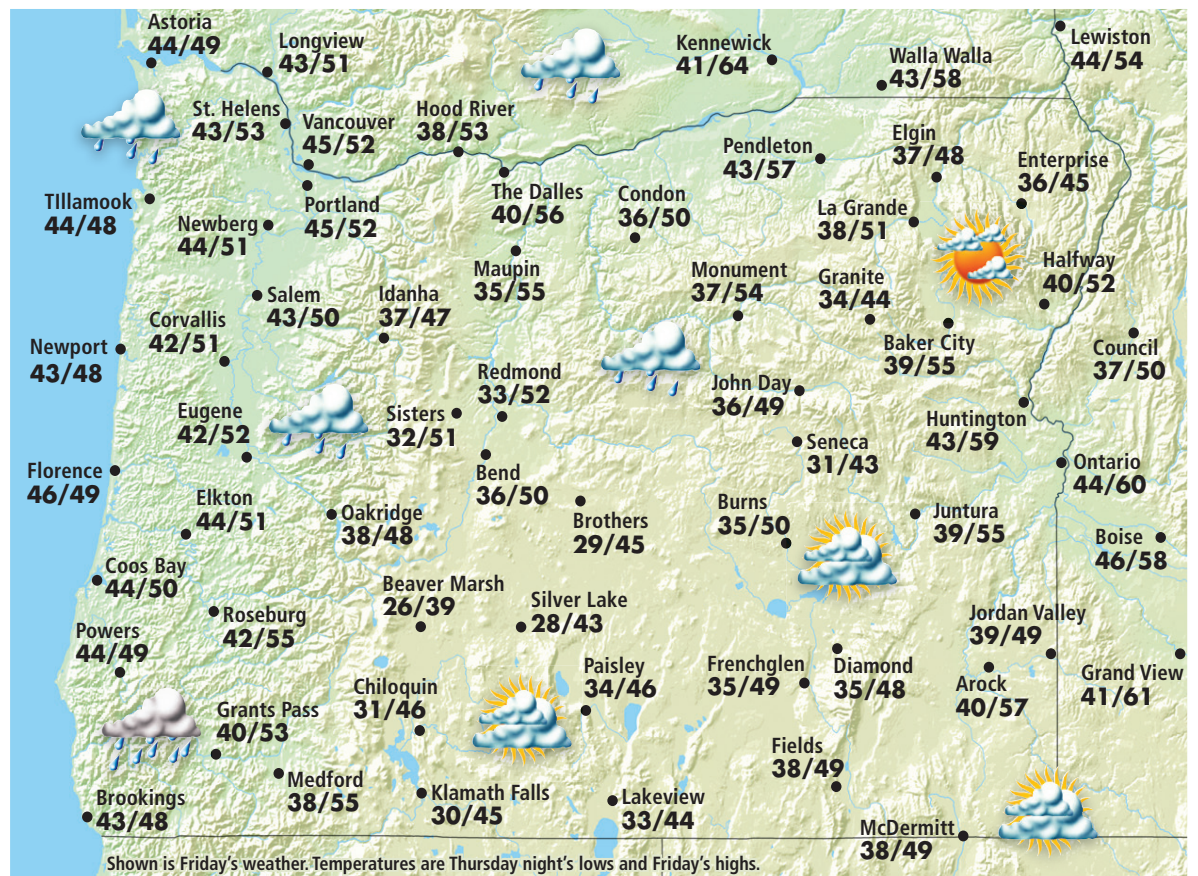 Astoria
44/49
Longview
43/51
Kennewick
41/64
Walla Walla
43/58
Lewiston
44/54
St. Helens
43/53
Vancouver
45/52
Hood River
38/53
Pendleton
43/57
Elgin
37/48
Enterprise
36/45
TIllamook
44/48
Newberg
44/51
Portland
45/52
The Dalles
40/56
Condon
36/50
La Grande
38/51
Maupin
35/55
Monument
37/54
Granite
34/44
Halfway
40/52
Salem
43/50
Idanha
37/47
Corvallis
42/51
Newport
43/48
Baker City
39/55
Council
37/50
Redmond
33/52
John Day
36/49
Eugene
42/52
Sisters
32/51
Huntington
43/59
Seneca
31/43
Florence
46/49
Bend
36/50
Ontario
44/60
Elkton
44/51
Oakridge
38/48
Brothers
29/45
Burns
35/50
Juntura
39/55
Boise
46/58
Coos Bay
44/50
Beaver Marsh
26/39
Silver Lake
28/43
Roseburg
42/55
Jordan Valley
39/49
Powers
44/49
Paisley
34/46
Frenchglen
35/49
Diamond
35/48
Arock
40/57
Grand View
41/61
Chiloquin
31/46
Grants Pass
40/53
Fields
38/49
Medford
38/55
Klamath Falls
30/45
Lakeview
33/44
Brookings
43/48
McDermitt
38/49
Shown is Friday's weather. Temperatures are Thursday night's lows and Friday's highs.